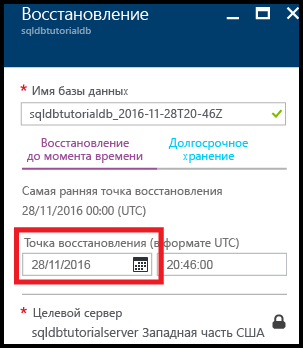 Восстановление
sqldbtutorialdb
* Имя базы данных
sqldbtutorialdb_2016-11-28T20-46Z
Восстановление до момента времени
Долгосрочное хранение
Самая ранняя точка восстановления
28/11/2016 00:00 (UTC)
Точка восстановления (в формате UTC)
28/11/2016 20:46:00
* Целевой сервер
sqldbtutorialserver Западная часть США